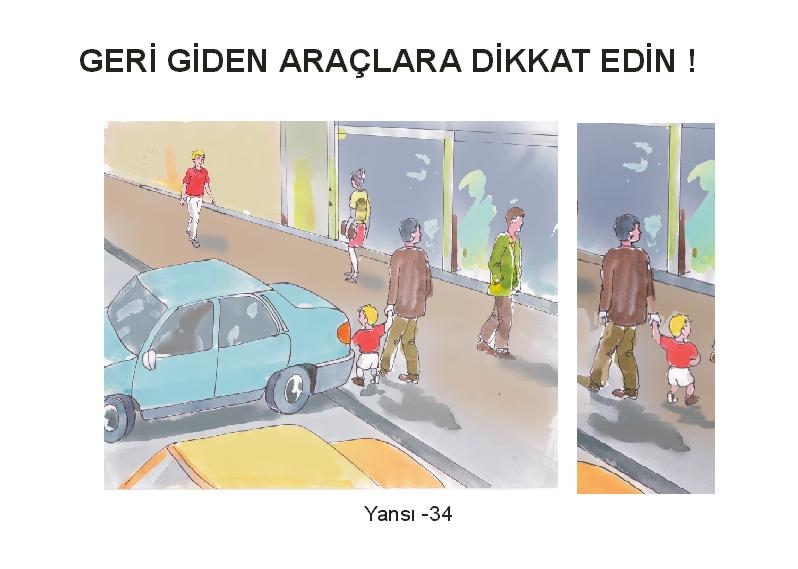 GERİ GİDEN ARAÇLARA DİKKAT EDİN !
Yansı -34